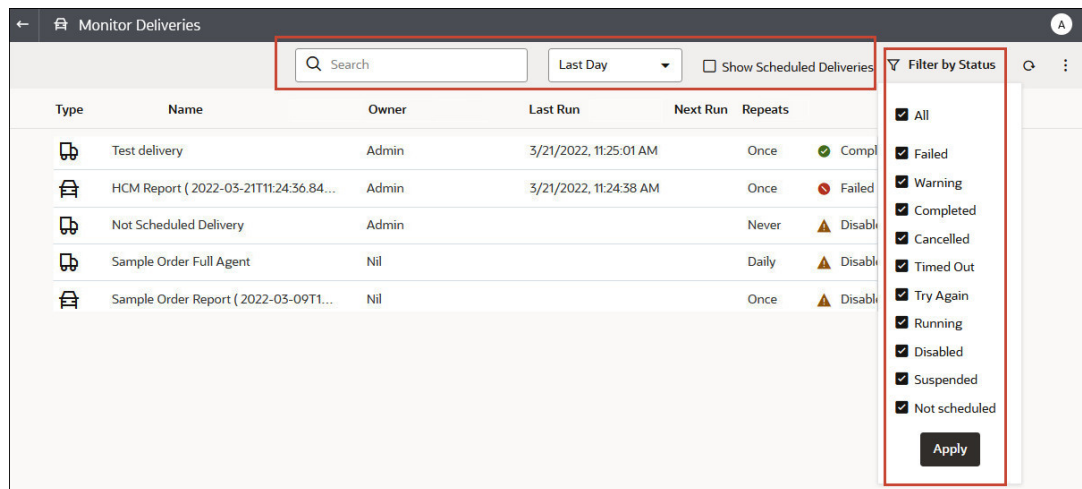 Monitor Deliveries
A
Search
Last Day
Show Scheduled Deliveries
Filter by Status
Type Name Owner Last Run Next Run Repeats
Test delivery Admin 3/21/2022, 11:25:01 AM Once Compl
HCM Report ( 2022-03-21T11:24:36.84... Admin 3/21/2022, 11:24:38 AM Once Failed
Not Scheduled Delivery Admin Never Disabl
Sample Order Full Agent Nil Daily Disabl
Sample Order Report ( 2022-03-09T1... Nil Once Disabl
All
Failed
Warning
Completed
Cancelled
Timed Out
Try Again
Running
Disabled
Suspended
Not scheduled
Apply